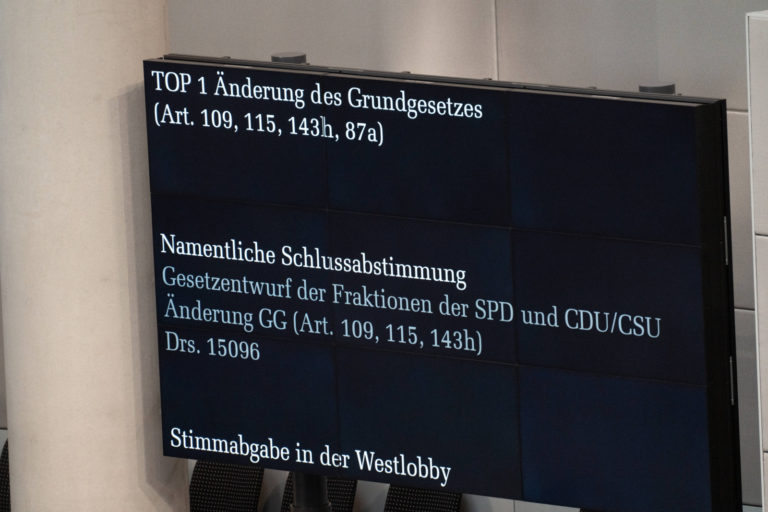 TOP 1 Änderung des Grundgesetzes
(Art. 109, 115, 143h, 87a)
Namentliche Schlussabstimmung
Gesetzentwurf der Fraktionen der SPD und CDU/CSU
Änderung GG (Art. 109, 115, 143h)
Drs. 15096
Stimmabgabe in der Westlobby